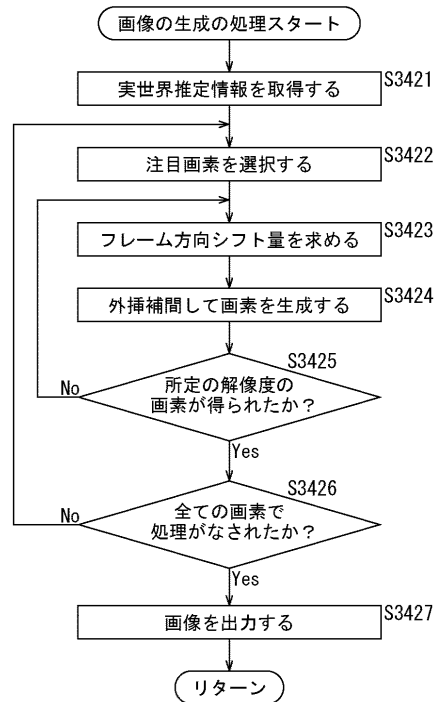 画像の生成の処理スタート
実世界推定情報を取得する
S3421
注目画素を選択する
S3422
フレーム方向シフト量を求める
S3423
外挿補間して画素を生成する
S3424
S3425
所定の解像度の
画素が得られたか？
No
Yes
S3426
全ての画素で
処理がなされたか？
No
Yes
画像を出力する
S3427
リターン